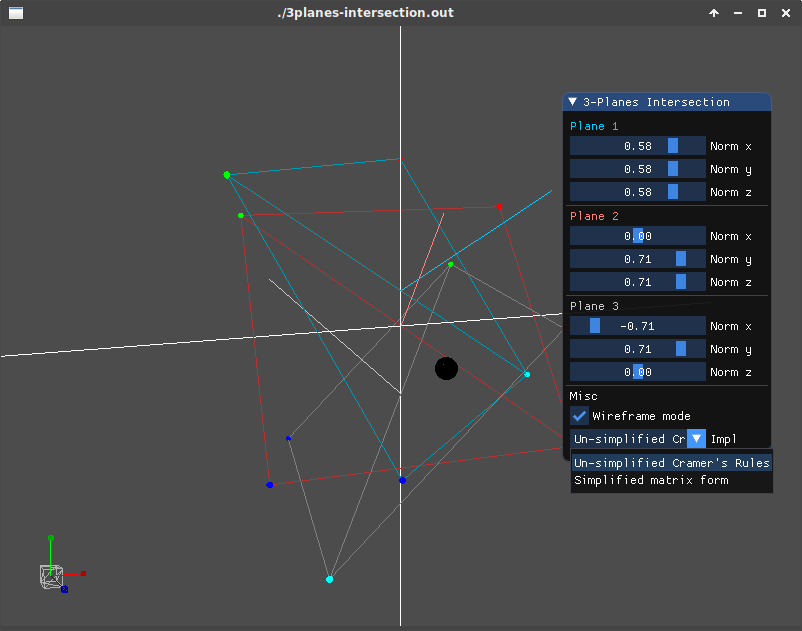 ./3planes-intersection.out
3-Planes Intersection
Plane 1
0.58 Norm x
0.58 Norm y
0.58 Norm z
Plane 2
0.00 Norm x
0.71 Norm y
0.71 Norm z
Plane 3
-0.71 Norm x
0.71 Norm y
0.00 Norm z
Misc
Wireframe mode
Un-simplified Cr Impl
Un-simplified Cramer's Rules
Simplified matrix form